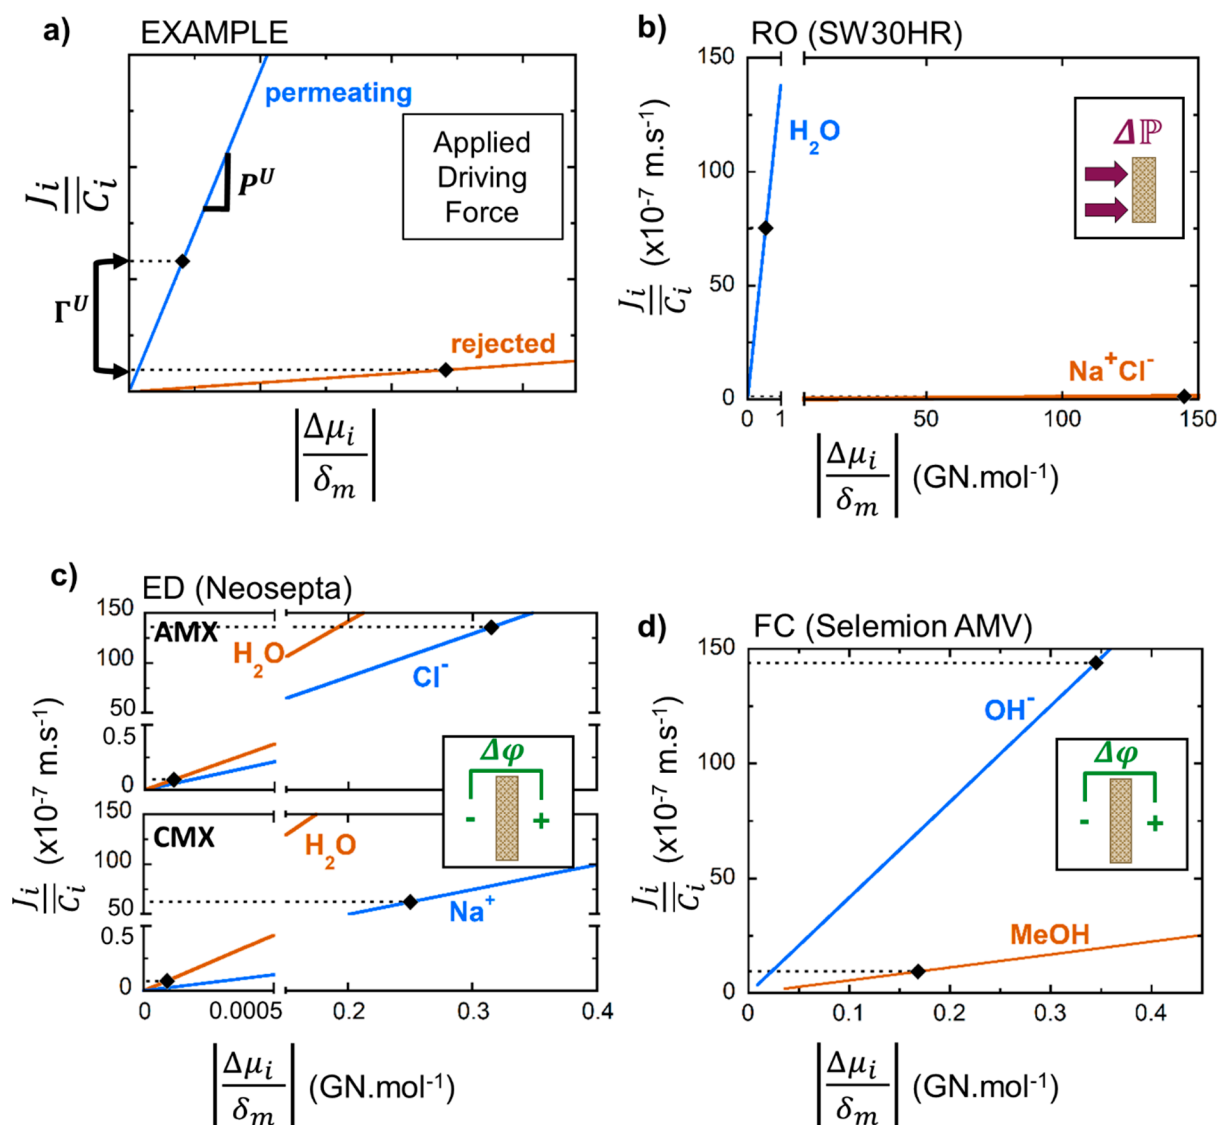 a) EXAMPLE
permeating
Applied
Driving
Force
P^U
J_i
C_i
Γ^U
rejected
|Δμ_i / δ_m|
b) RO (SW30HR)
150
100
50
0
H₂O
Δℙ
Na⁺Cl⁻
J_i
C_i
(x10⁻⁷ m.s⁻¹)
0 1 50 100 150
|Δμ_i / δ_m| (GN.mol⁻¹)
c) ED (Neosepta)
150
100
50
0.5
0
AMX
H₂O
Cl⁻
Δφ
- +
150
100
50
0.5
0
CMX
H₂O
Na⁺
J_i
C_i
(x10⁻⁷ m.s⁻¹)
0 0.0005 0.2 0.3 0.4
|Δμ_i / δ_m| (GN.mol⁻¹)
d) FC (Selemion AMV)
150
100
50
0
OH⁻
Δφ
- +
MeOH
J_i
C_i
(x10⁻⁷ m.s⁻¹)
0 0.1 0.2 0.3 0.4
|Δμ_i / δ_m| (GN.mol⁻¹)